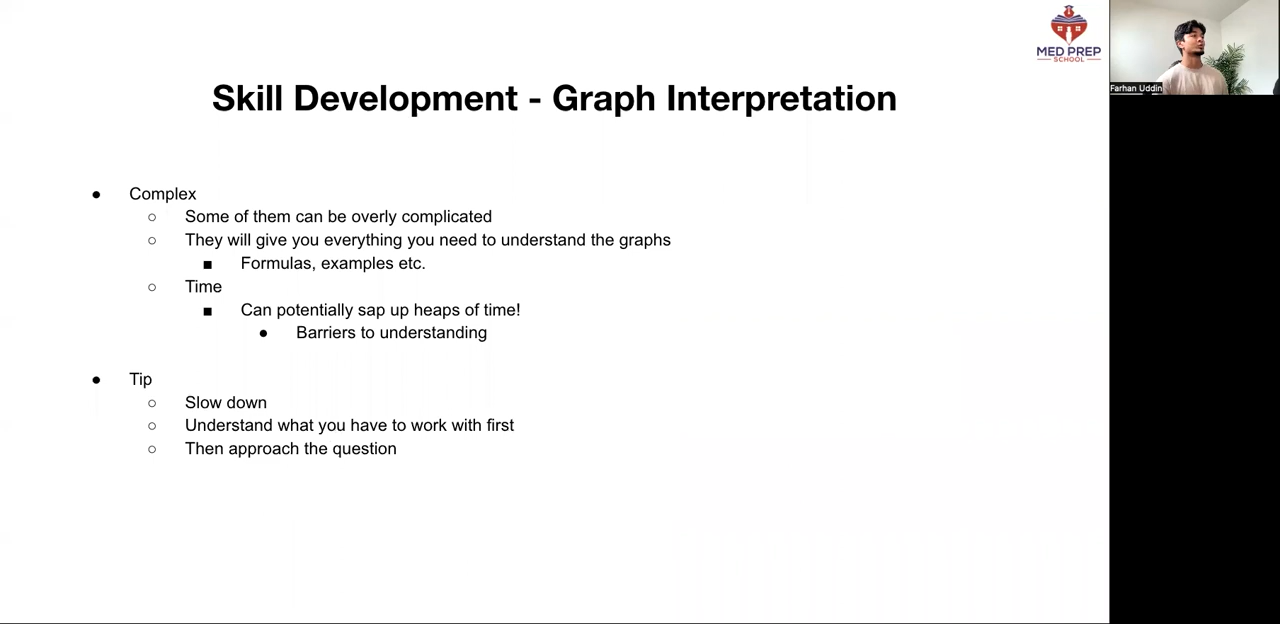 MED PREP
SCHOOL
Farhan Uddin
Skill Development - Graph Interpretation
● Complex
○ Some of them can be overly complicated
○ They will give you everything you need to understand the graphs
■ Formulas, examples etc.
○ Time
■ Can potentially sap up heaps of time!
● Barriers to understanding
● Tip
○ Slow down
○ Understand what you have to work with first
○ Then approach the question